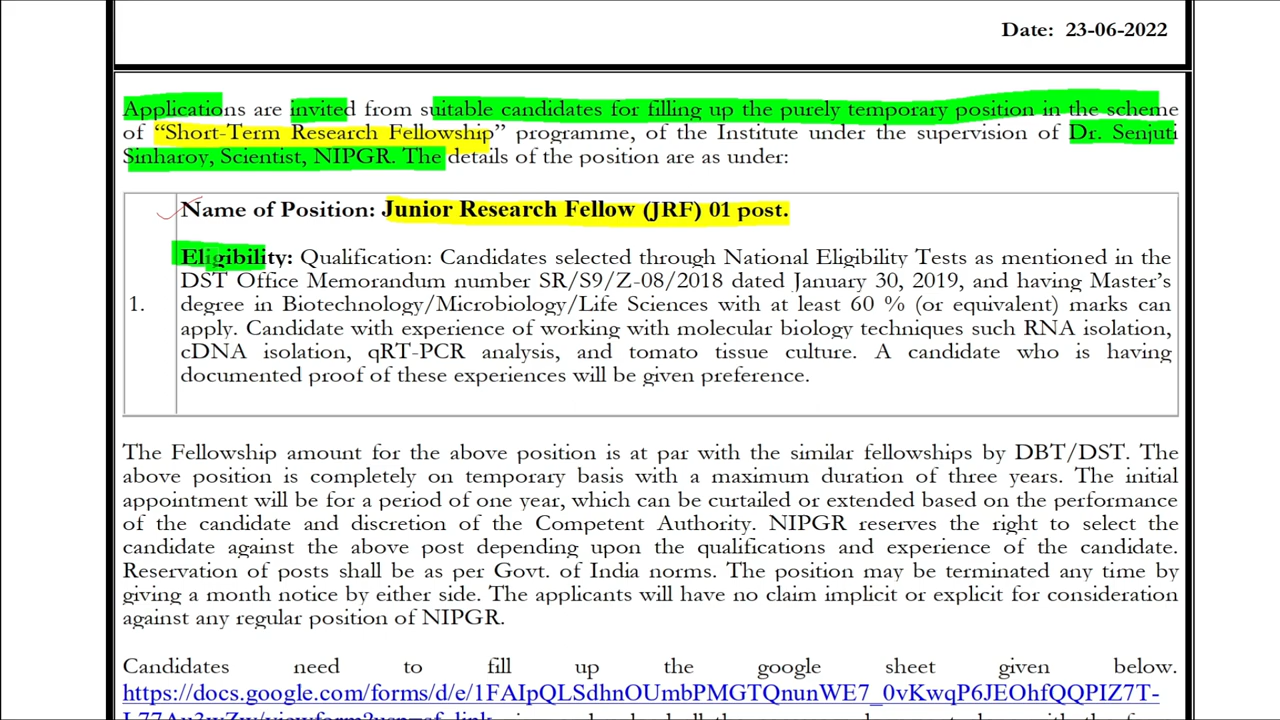 Date: 23-06-2022
Applications are invited from suitable candidates for filling up the purely temporary position in the scheme
of “Short-Term Research Fellowship” programme, of the Institute under the supervision of Dr. Senjuti
Sinharoy, Scientist, NIPGR. The details of the position are as under:
Name of Position: Junior Research Fellow (JRF) 01 post.
Eligibility: Qualification: Candidates selected through National Eligibility Tests as mentioned in the
DST Office Memorandum number SR/S9/Z-08/2018 dated January 30, 2019, and having Master’s
1. degree in Biotechnology/Microbiology/Life Sciences with at least 60 % (or equivalent) marks can
apply. Candidate with experience of working with molecular biology techniques such RNA isolation,
cDNA isolation, qRT-PCR analysis, and tomato tissue culture. A candidate who is having
documented proof of these experiences will be given preference.
The Fellowship amount for the above position is at par with the similar fellowships by DBT/DST. The
above position is completely on temporary basis with a maximum duration of three years. The initial
appointment will be for a period of one year, which can be curtailed or extended based on the performance
of the candidate and discretion of the Competent Authority. NIPGR reserves the right to select the
candidate against the above post depending upon the qualifications and experience of the candidate.
Reservation of posts shall be as per Govt. of India norms. The position may be terminated any time by
giving a month notice by either side. The applicants will have no claim implicit or explicit for consideration
against any regular position of NIPGR.
Candidates need to fill up the google sheet given below.
https://docs.google.com/forms/d/e/1FAIpQLSdhnOUmbPMGTQnunWE7_0vKwqP6JEOhfQQPIZ7T-